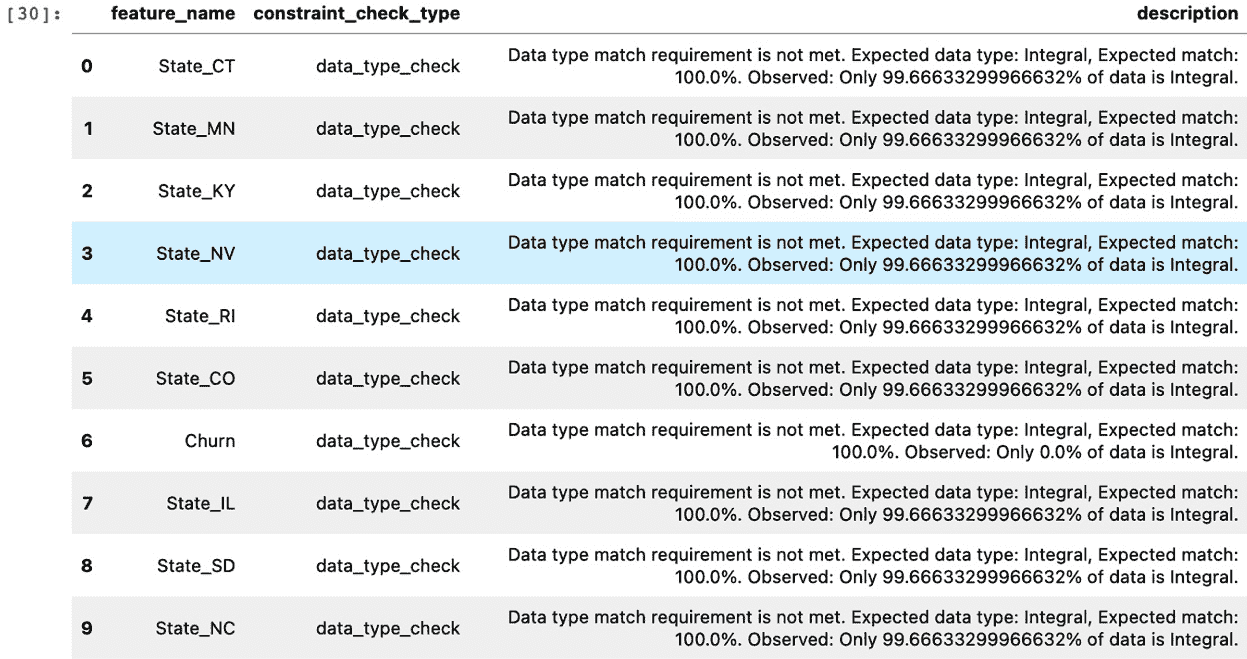 [30]: feature_name constraint_check_type description
0 State_CT data_type_check Data type match requirement is not met. Expected data type: Integral, Expected match:
100.0%. Observed: Only 99.66633299966632% of data is Integral.
1 State_MN data_type_check Data type match requirement is not met. Expected data type: Integral, Expected match:
100.0%. Observed: Only 99.66633299966632% of data is Integral.
2 State_KY data_type_check Data type match requirement is not met. Expected data type: Integral, Expected match:
100.0%. Observed: Only 99.66633299966632% of data is Integral.
3 State_NV data_type_check Data type match requirement is not met. Expected data type: Integral, Expected match:
100.0%. Observed: Only 99.66633299966632% of data is Integral.
4 State_RI data_type_check Data type match requirement is not met. Expected data type: Integral, Expected match:
100.0%. Observed: Only 99.66633299966632% of data is Integral.
5 State_CO data_type_check Data type match requirement is not met. Expected data type: Integral, Expected match:
100.0%. Observed: Only 99.66633299966632% of data is Integral.
6 Churn data_type_check Data type match requirement is not met. Expected data type: Integral, Expected match:
100.0%. Observed: Only 0.0% of data is Integral.
7 State_IL data_type_check Data type match requirement is not met. Expected data type: Integral, Expected match:
100.0%. Observed: Only 99.66633299966632% of data is Integral.
8 State_SD data_type_check Data type match requirement is not met. Expected data type: Integral, Expected match:
100.0%. Observed: Only 99.66633299966632% of data is Integral.
9 State_NC data_type_check Data type match requirement is not met. Expected data type: Integral, Expected match:
100.0%. Observed: Only 99.66633299966632% of data is Integral.